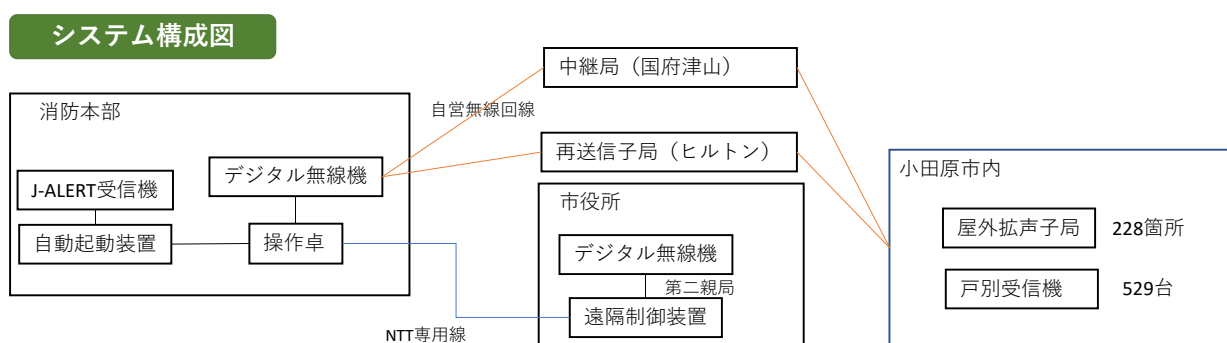 システム構成図
消防本部
J-ALERT受信機
自動起動装置
デジタル無線機
操作卓
自営無線回線
NTT専用線
中継局（国府津山）
再送信子局（ヒルトン）
市役所
デジタル無線機
第二親局
遠隔制御装置
小田原市内
屋外拡声子局 228箇所
戸別受信機 529台